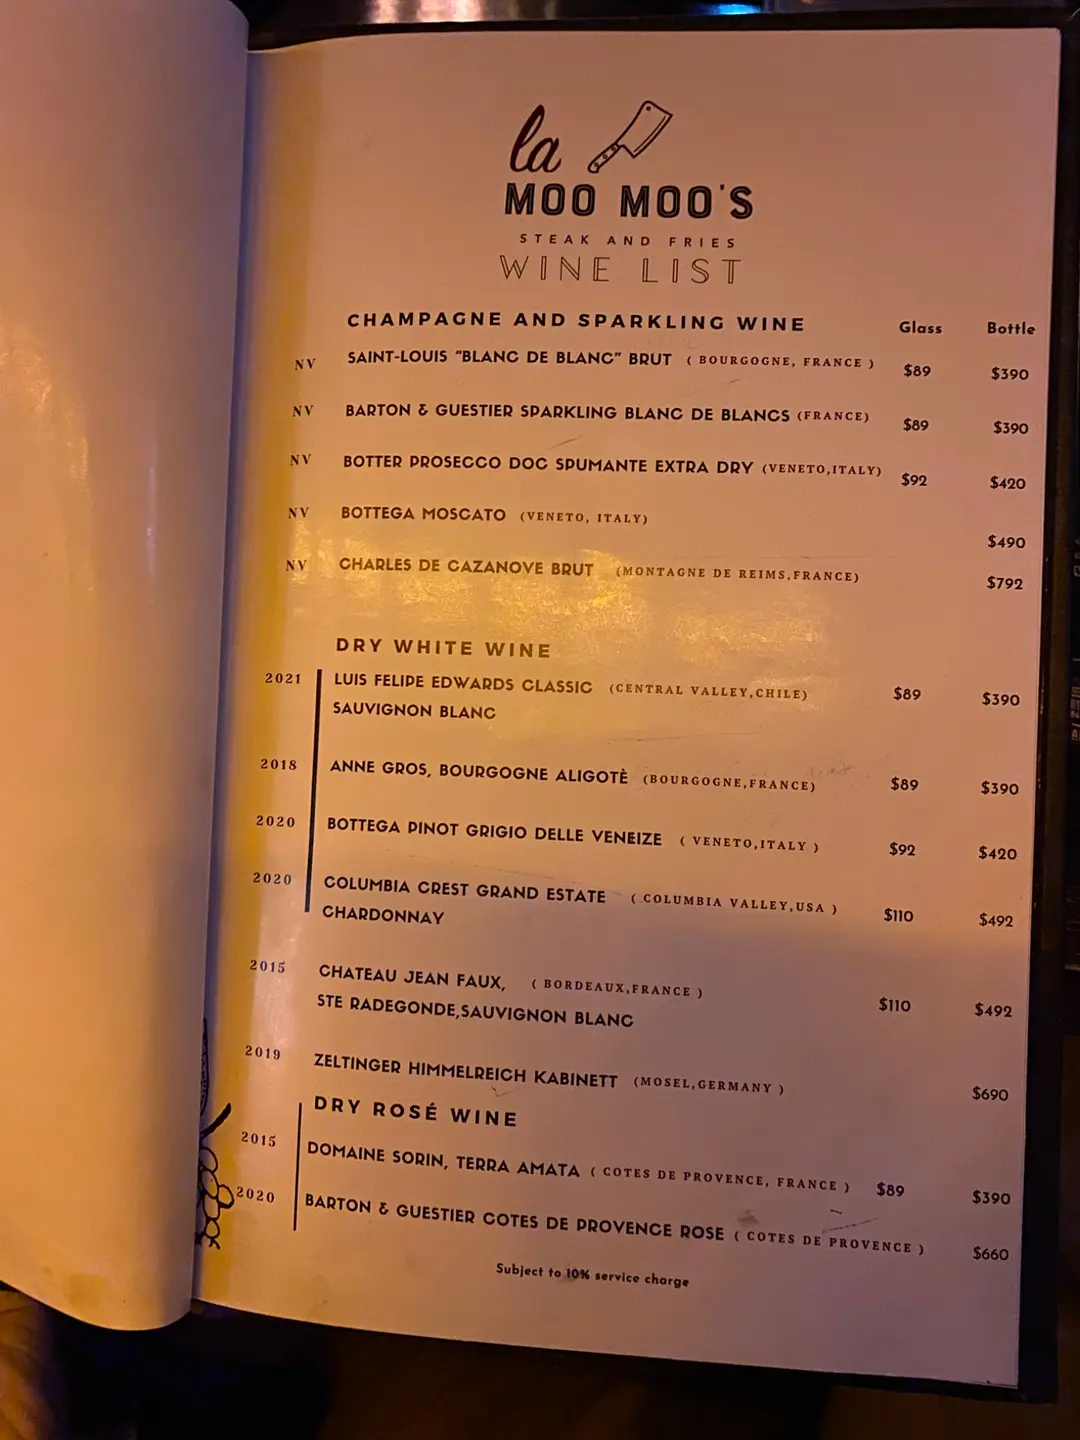 la
MOO MOO'S
STEAK AND FRIES
WINE LIST
CHAMPAGNE AND SPARKLING WINE Glass Bottle
NV SAINT-LOUIS "BLANC DE BLANC" BRUT ( BOURGOGNE, FRANCE ) $89 $390
NV BARTON & GUESTIER SPARKLING BLANC DE BLANCS (FRANCE) $89 $390
NV BOTTER PROSECCO DOC SPUMANTE EXTRA DRY (VENETO,ITALY) $92 $420
NV BOTTEGA MOSCATO (VENETO, ITALY) $490
NV CHARLES DE CAZANOVE BRUT (MONTAGNE DE REIMS,FRANCE) $792
DRY WHITE WINE
2021 LUIS FELIPE EDWARDS CLASSIC (CENTRAL VALLEY,CHILE) $89 $390
SAUVIGNON BLANC
2018 ANNE GROS, BOURGOGNE ALIGOTÈ (BOURGOGNE,FRANCE) $89 $390
2020 BOTTEGA PINOT GRIGIO DELLE VENEIZE ( VENETO,ITALY ) $92 $420
2020 COLUMBIA CREST GRAND ESTATE ( COLUMBIA VALLEY,USA ) $110 $492
CHARDONNAY
2015 CHATEAU JEAN FAUX, ( BORDEAUX,FRANCE ) $110 $492
STE RADEGONDE,SAUVIGNON BLANC
2019 ZELTINGER HIMMELREICH KABINETT (MOSEL,GERMANY ) $690
DRY ROSÉ WINE
2015 DOMAINE SORIN, TERRA AMATA ( COTES DE PROVENCE, FRANCE ) $89 $390
2020 BARTON & GUESTIER COTES DE PROVENCE ROSE ( COTES DE PROVENCE ) $660
Subject to 10% service charge